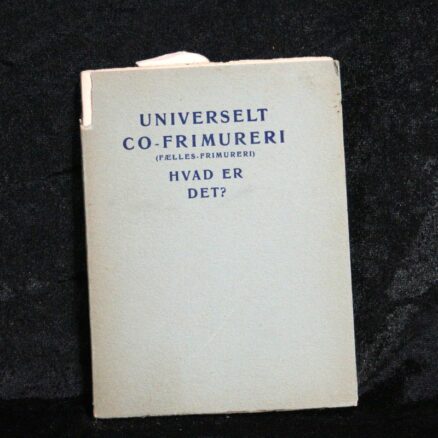 UNIVERSELT
CO-FRIMURERI
(FÆLLES-FRIMURERI)
HVAD ER
DET?